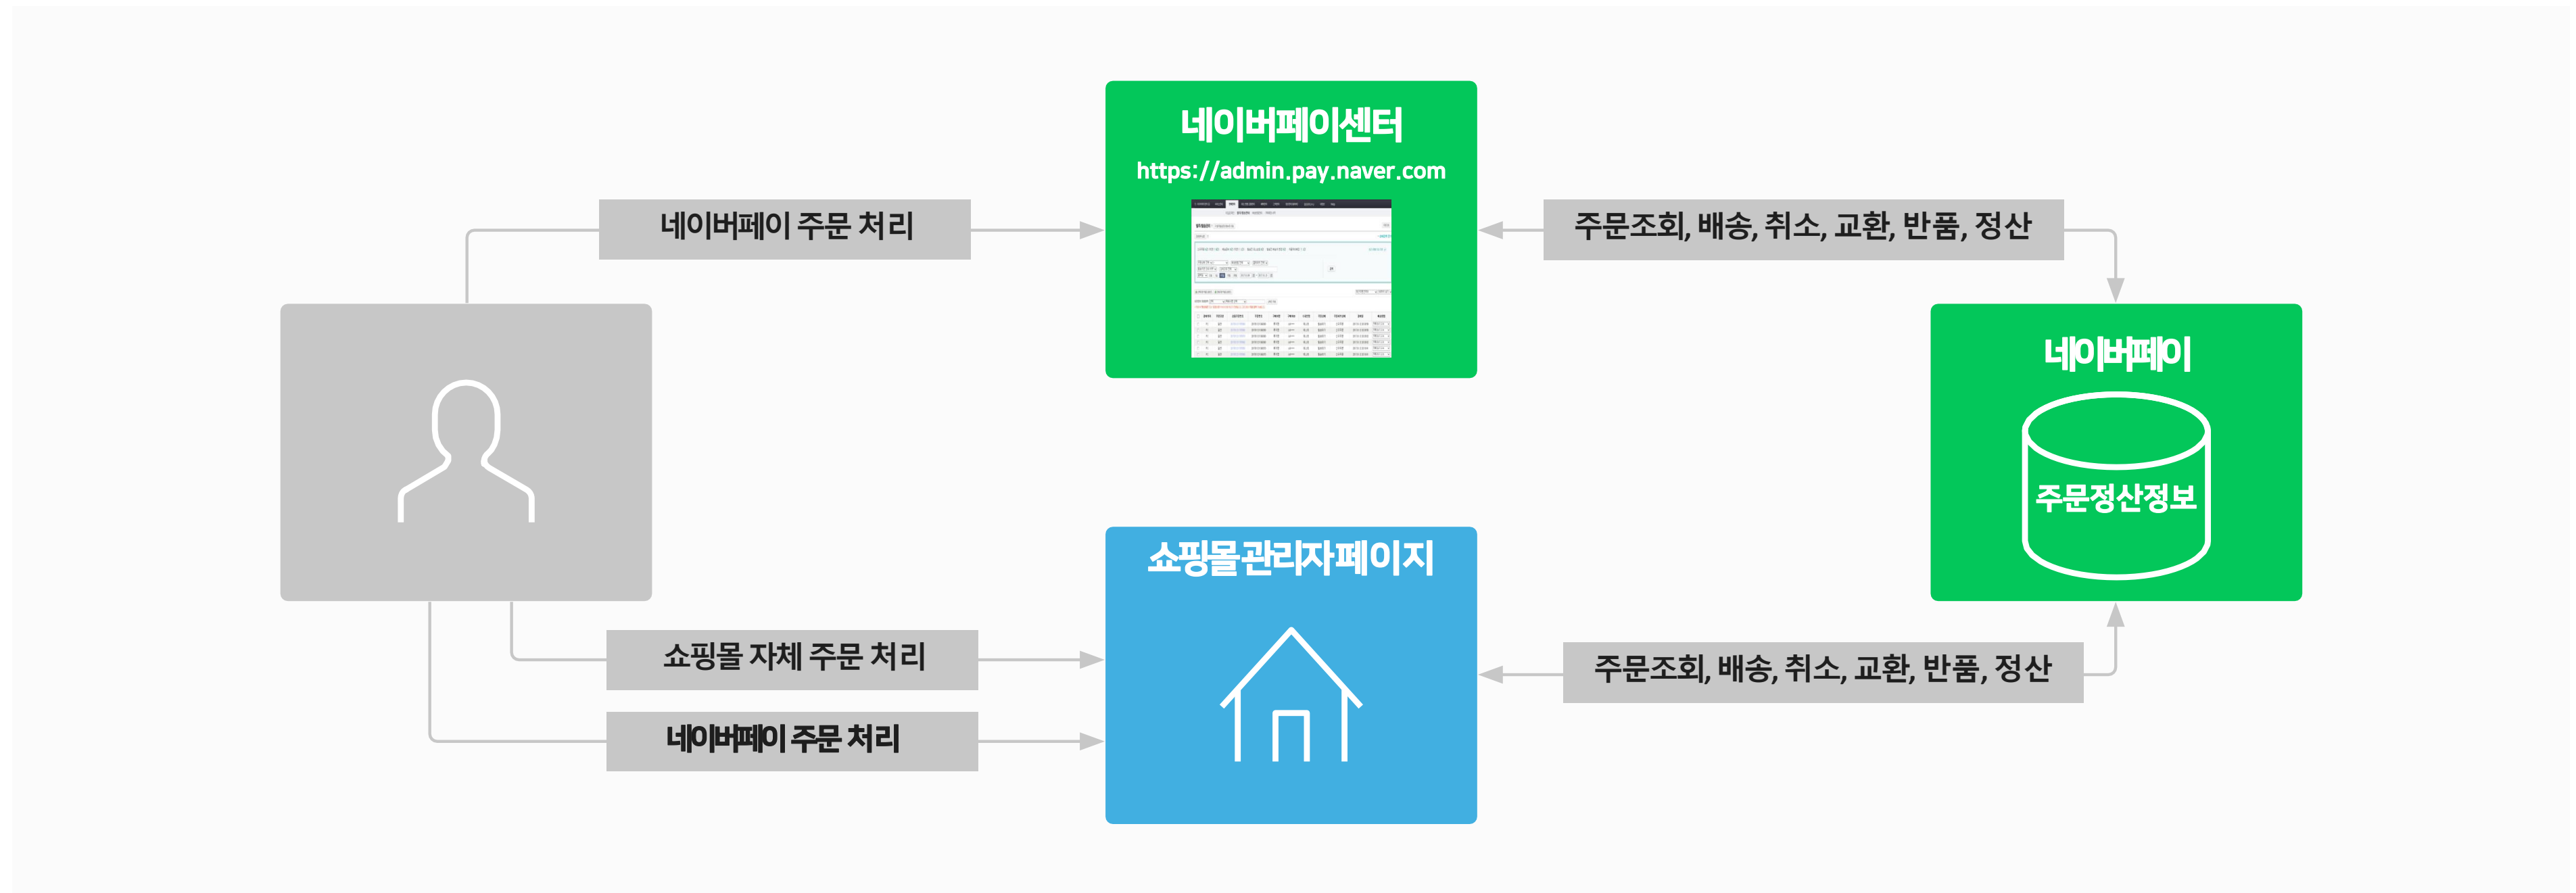 네이버페이센터
https://admin.pay.naver.com
네이버페이 주문 처리
주문조회, 배송, 취소, 교환, 반품, 정산
네이버페이
주문정산정보
쇼핑몰 관리자 페이지
쇼핑몰 자체 주문 처리
주문조회, 배송, 취소, 교환, 반품, 정산
네이버페이 주문 처리